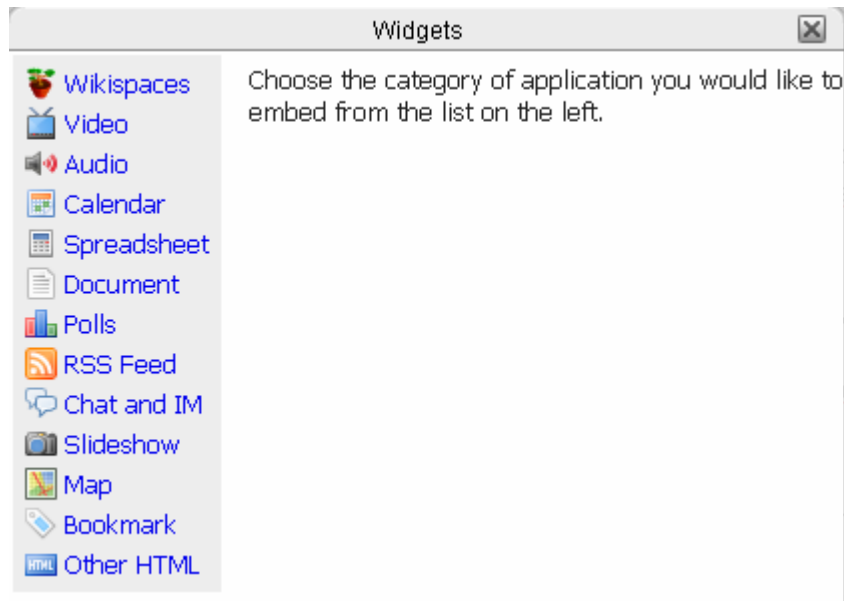 Widgets
Wikispaces
Video
Audio
Calendar
Spreadsheet
Document
Polls
RSS Feed
Chat and IM
Slideshow
Map
Bookmark
HTML Other HTML
Choose the category of application you would like to
embed from the list on the left.